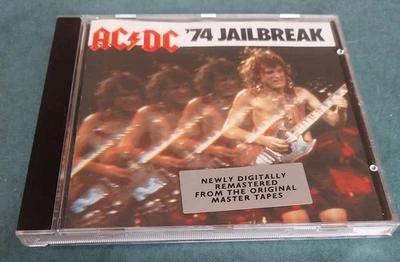 AC⚡DC '74 JAILBREAK
NEWLY DIGITALLY
REMASTERED
FROM THE ORIGINAL
MASTER TAPES